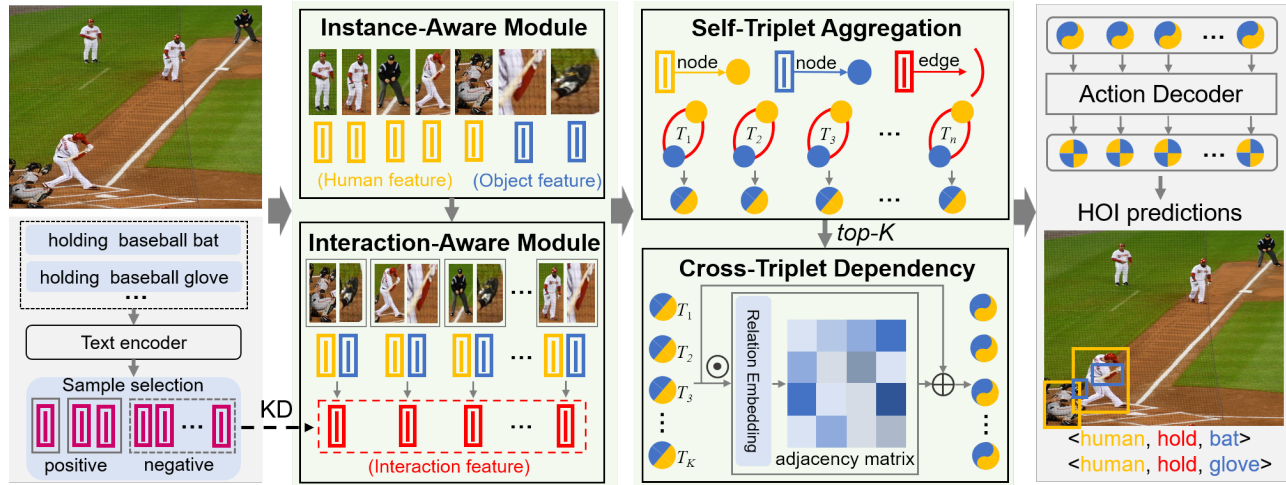 holding baseball bat
holding baseball glove
...
Text encoder
Sample selection
...
positive negative
KD
Instance-Aware Module
(Human feature) (Object feature)
Interaction-Aware Module
...
...
...
(Interaction feature)
Self-Triplet Aggregation
node node edge
T1 T2 T3 ... Tn
...
top-K
Cross-Triplet Dependency
T1
T2
T3
...
TK
Relation Embedding
adjacency matrix
...
...
Action Decoder
...
HOI predictions
<human, hold, bat>
<human, hold, glove>